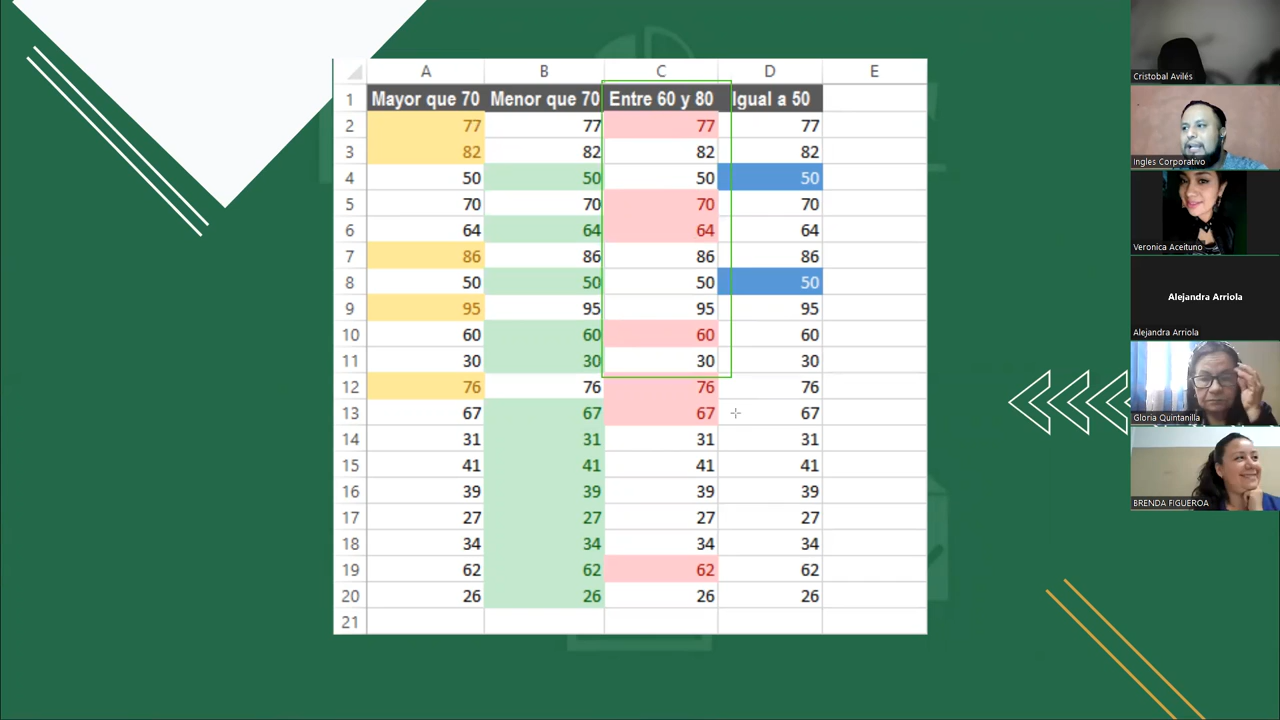 A B C D E
1 Mayor que 70 Menor que 70 Entre 60 y 80 Igual a 50
2 77 77 77 77
3 82 82 82 82
4 50 50 50 50
5 70 70 70 70
6 64 64 64 64
7 86 86 86 86
8 50 50 50 50
9 95 95 95 95
10 60 60 60 60
11 30 30 30 30
12 76 76 76 76
13 67 67 67 67
14 31 31 31 31
15 41 41 41 41
16 39 39 39 39
17 27 27 27 27
18 34 34 34 34
19 62 62 62 62
20 26 26 26 26
21
Cristobal Avilés
Ingles Corporativo
Veronica Aceituno
Alejandra Arriola
Alejandra Arriola
Gloria Quintanilla
BRENDA FIGUEROA